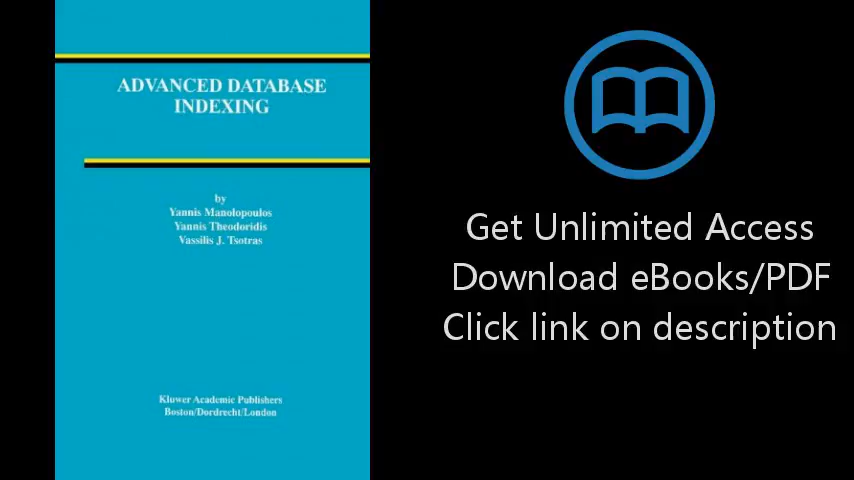 ADVANCED DATABASE
INDEXING
by
Yannis Manolopoulos
Yannis Theodoridis
Vassilis J. Tsotras
Kluwer Academic Publishers
Boston/Dordrecht/London
Get Unlimited Access
Download eBooks/PDF
Click link on description